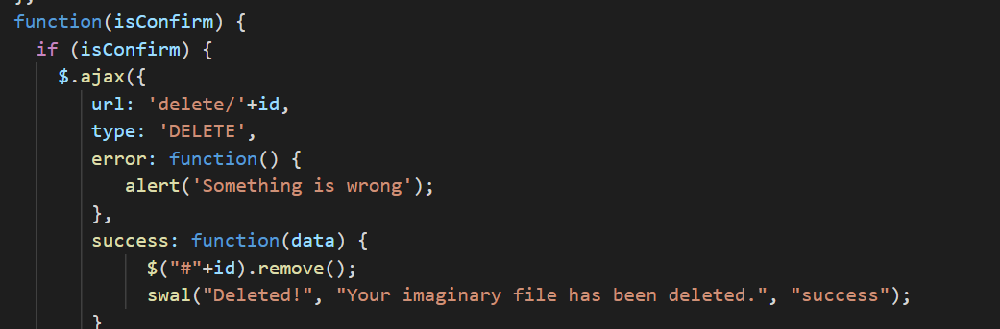 function(isConfirm) {
if (isConfirm) {
$.ajax({
url: 'delete/'+id,
type: 'DELETE',
error: function() {
alert('Something is wrong');
},
success: function(data) {
$("#"+id).remove();
swal("Deleted!", "Your imaginary file has been deleted.", "success");
}